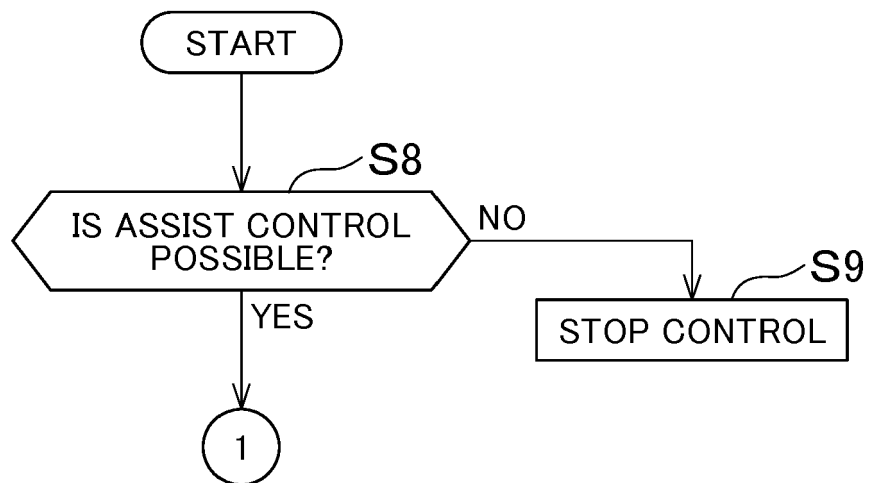 START
S8
IS ASSIST CONTROL
POSSIBLE?
NO
YES
S9
STOP CONTROL
1